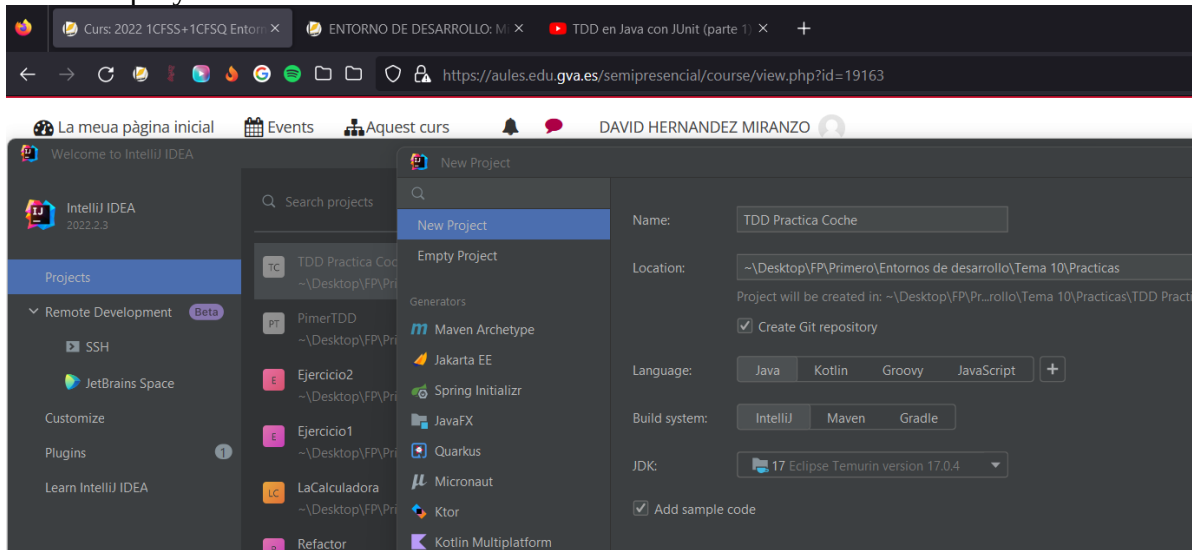 Curs: 2022 1CFSS+1CFSQ Entorn
ENTORNO DE DESARROLLO: M
TDD en Java con JUnit (parte 1)
https://aules.edu.gva.es/semipresencial/course/view.php?id=19163
La meua pàgina inicial
Events
Aquest curs
DAVID HERNANDEZ MIRANZO
Welcome to IntelliJ IDEA
IntelliJ IDEA
2022.2.3
Projects
Remote Development Beta
SSH
JetBrains Space
Customize
Plugins 1
Learn IntelliJ IDEA
Search projects
TC
TDD Practica Coc
~\Desktop\FP\Pri
PT
PimerTDD
~\Desktop\FP\Pri
E
Ejercicio2
~\Desktop\FP\Pri
E
Ejercicio1
~\Desktop\FP\Pri
LC
LaCalculadora
~\Desktop\FP\Pri
Refactor
New Project
New Project
Empty Project
Generators
Maven Archetype
Jakarta EE
Spring Initializr
JavaFX
Quarkus
Micronaut
Ktor
Kotlin Multiplatform
Name: TDD Practica Coche
Location: ~\Desktop\FP\Primero\Entornos de desarrollo\Tema 10\Practicas
Project will be created in: ~\Desktop\FP\Pr...rollo\Tema 10\Practicas\TDD Practi
Create Git repository
Language: Java Kotlin Groovy JavaScript +
Build system: IntelliJ Maven Gradle
JDK: 17 Eclipse Temurin version 17.0.4
Add sample code